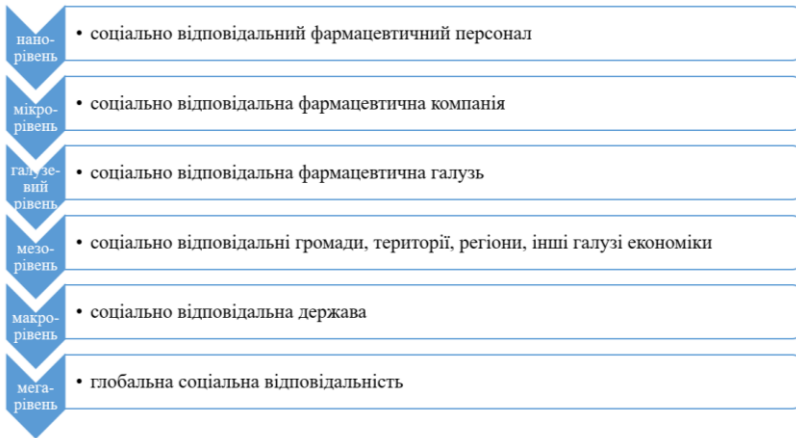 нано-
рівень
• соціально відповідальний фармацевтичний персонал
мікро-
рівень
• соціально відповідальна фармацевтична компанія
галузе-
вий
рівень
• соціально відповідальна фармацевтична галузь
мезо-
рівень
• соціально відповідальні громади, території, регіони, інші галузі економіки
макро-
рівень
• соціально відповідальна держава
мега-
рівень
• глобальна соціальна відповідальність